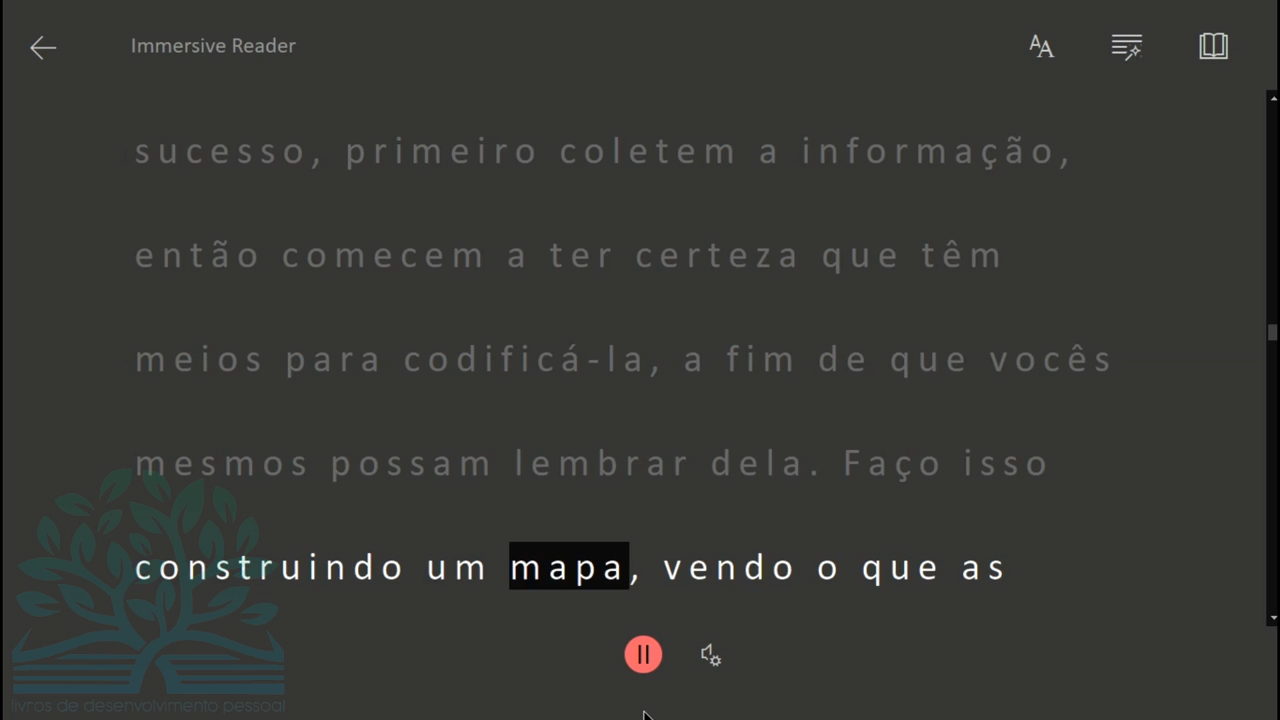 Immersive Reader
sucesso, primeiro coletem a informação,
então comecem a ter certeza que têm
meios para codificá-la, a fim de que vocês
mesmos possam lembrar dela. Faço isso
construindo um mapa, vendo o que as
livros de desenvolvimento pessoal